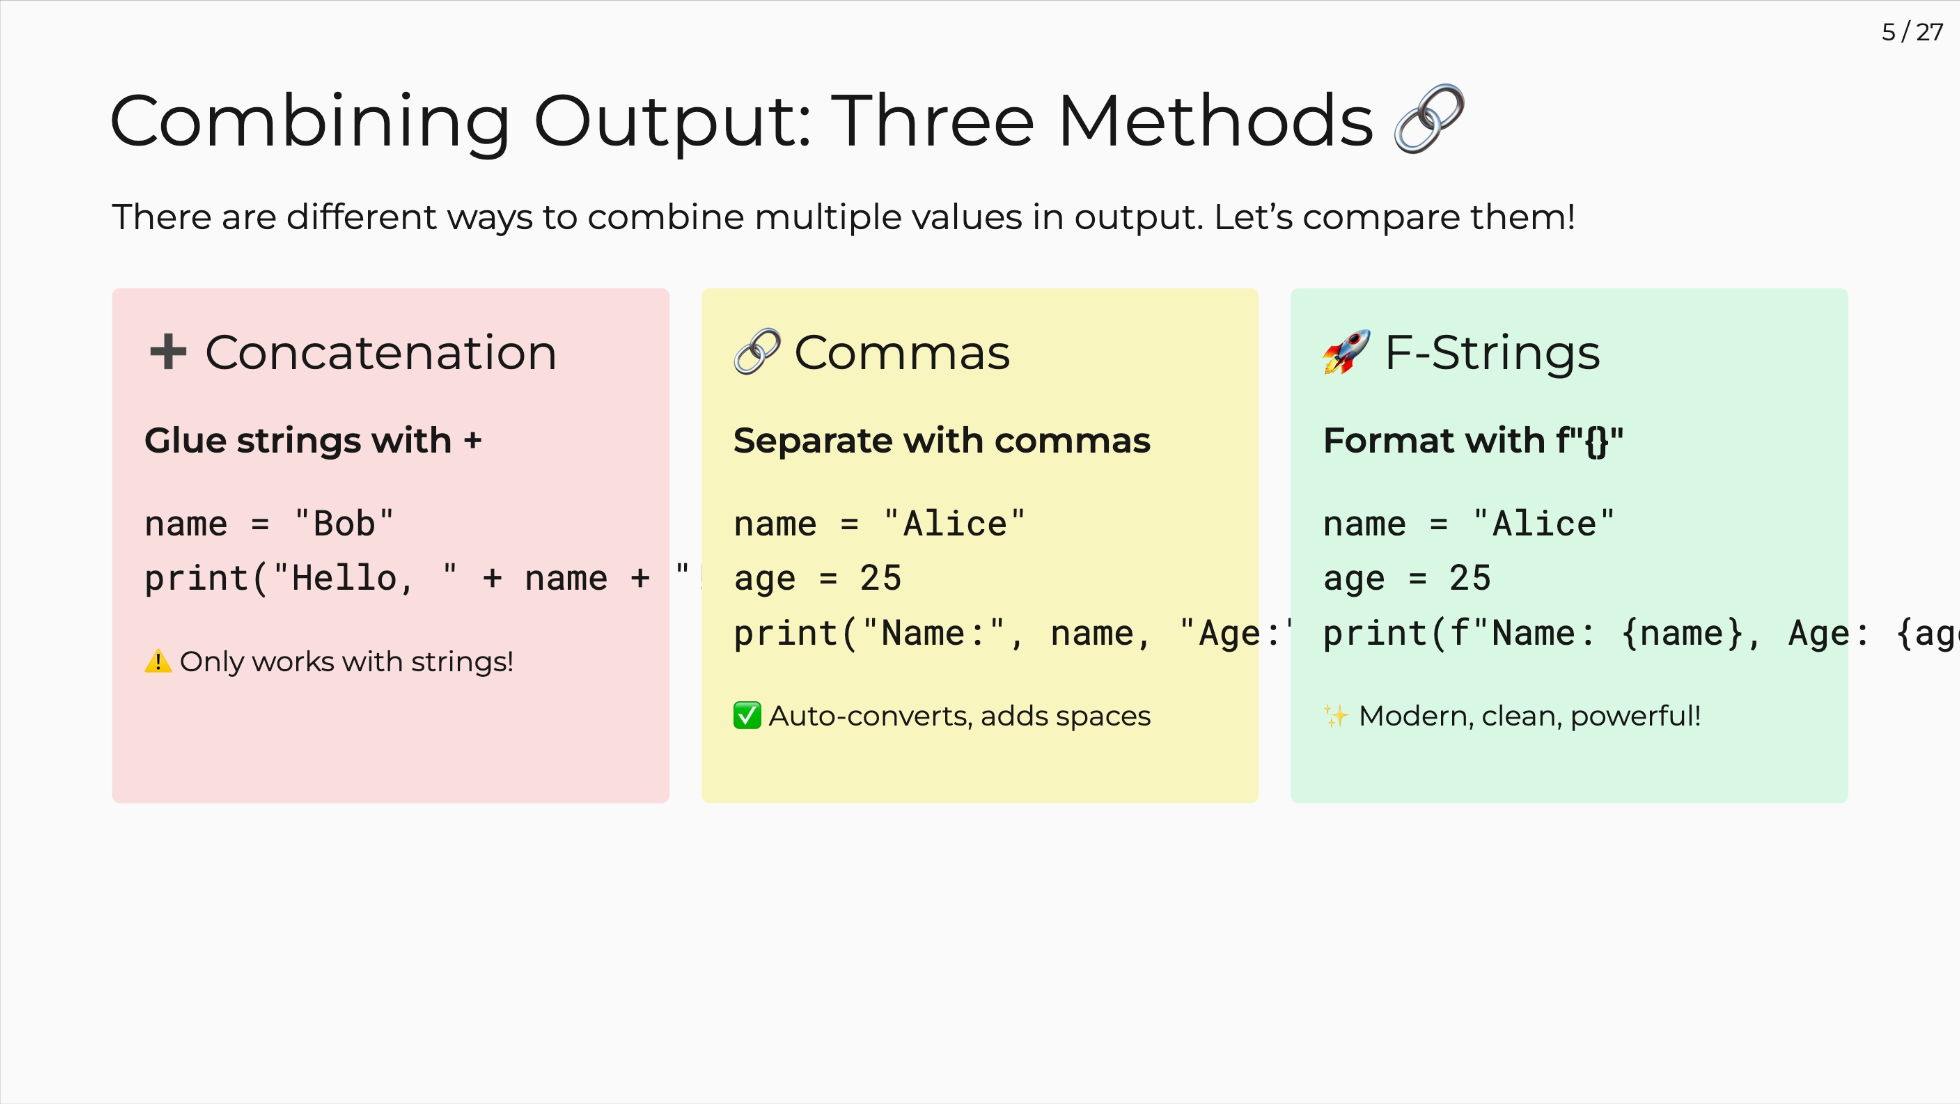 5 / 27
Combining Output: Three Methods 🔗
There are different ways to combine multiple values in output. Let’s compare them!
➕ Concatenation
Glue strings with +
name = "Bob"
print("Hello, " + name + "!
⚠️ Only works with strings!
🔗 Commas
Separate with commas
name = "Alice"
age = 25
print("Name:", name, "Age:"
✅ Auto-converts, adds spaces
🚀 F-Strings
Format with f"{}"
name = "Alice"
age = 25
print(f"Name: {name}, Age: {ag
✨ Modern, clean, powerful!